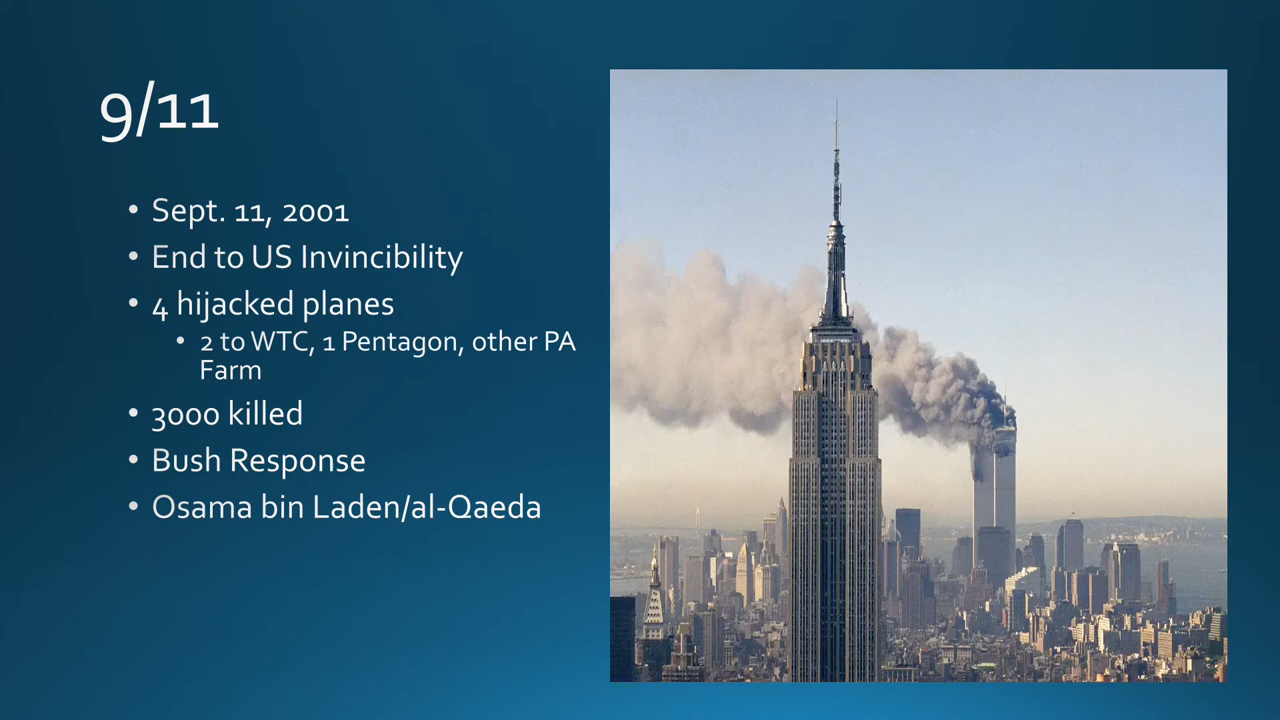 9/11
• Sept. 11, 2001
• End to US Invincibility
• 4 hijacked planes
• 2 to WTC, 1 Pentagon, other PA
Farm
• 3000 killed
• Bush Response
• Osama bin Laden/al-Qaeda